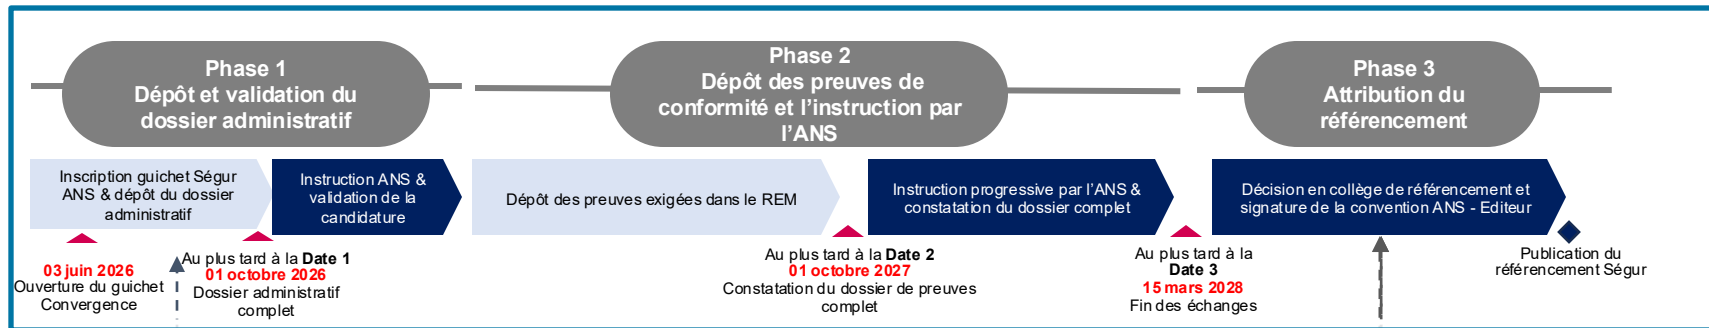 Phase 1
Dépôt et validation du
dossier administratif
Phase 2
Dépôt des preuves de
conformité et l'instruction par
l'ANS
Phase 3
Attribution du
référencement
Inscription guichet Ségur
ANS & dépôt du dossier
administratif
Instruction ANS &
validation de la
candidature
Dépôt des preuves exigées dans le REM
Instruction progressive par l'ANS &
constatation du dossier complet
Décision en collège de référencement et
signature de la convention ANS - Editeur
03 juin 2026
Ouverture du guichet
Convergence
Au plus tard à la Date 1
01 octobre 2026
Dossier administratif
complet
Au plus tard à la Date 2
01 octobre 2027
Constatation du dossier de preuves
complet
Au plus tard à la
Date 3
15 mars 2028
Fin des échanges
Publication du
référencement Ségur